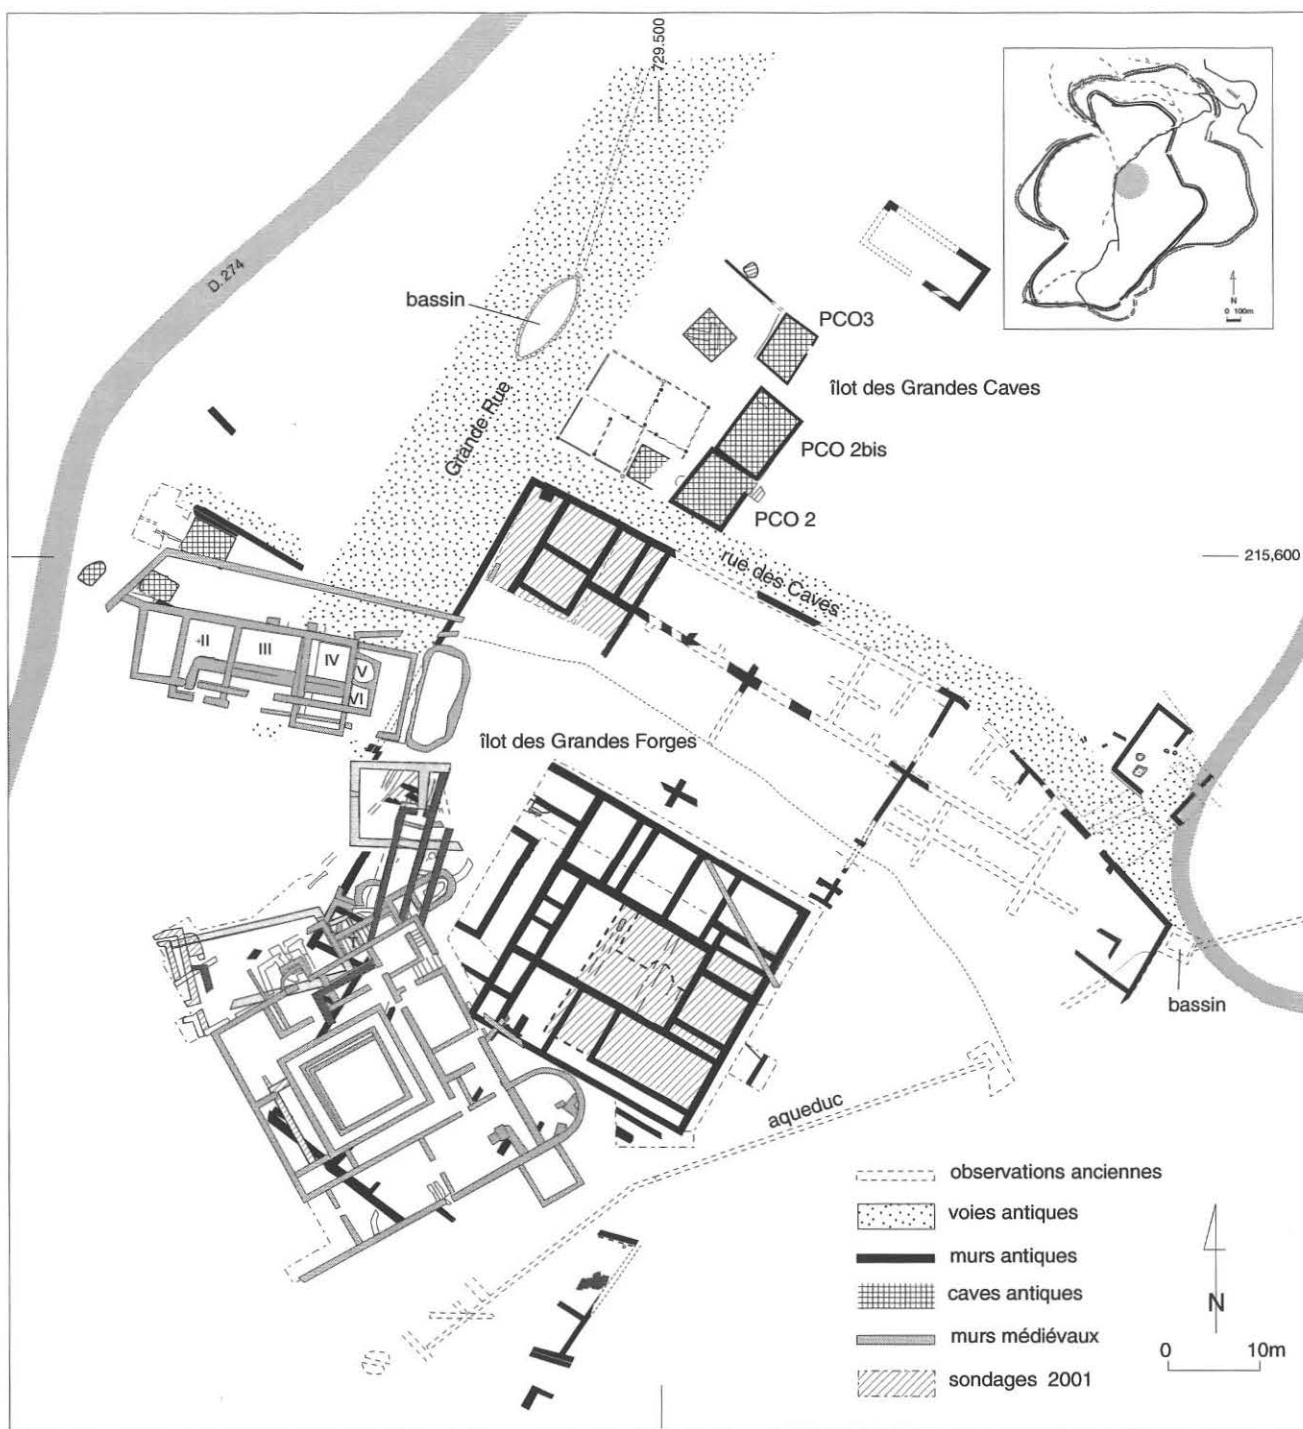 729.500
N
0 100m
D. 274
bassin
PCO3
îlot des Grandes Caves
Grande Rue
PCO 2bis
PCO 2
215,600
rue des Caves
II
III
IV
V
VI
îlot des Grandes Forges
bassin
aqueduc
observations anciennes
voies antiques
murs antiques
caves antiques
murs médiévaux
sondages 2001
N
0 10m